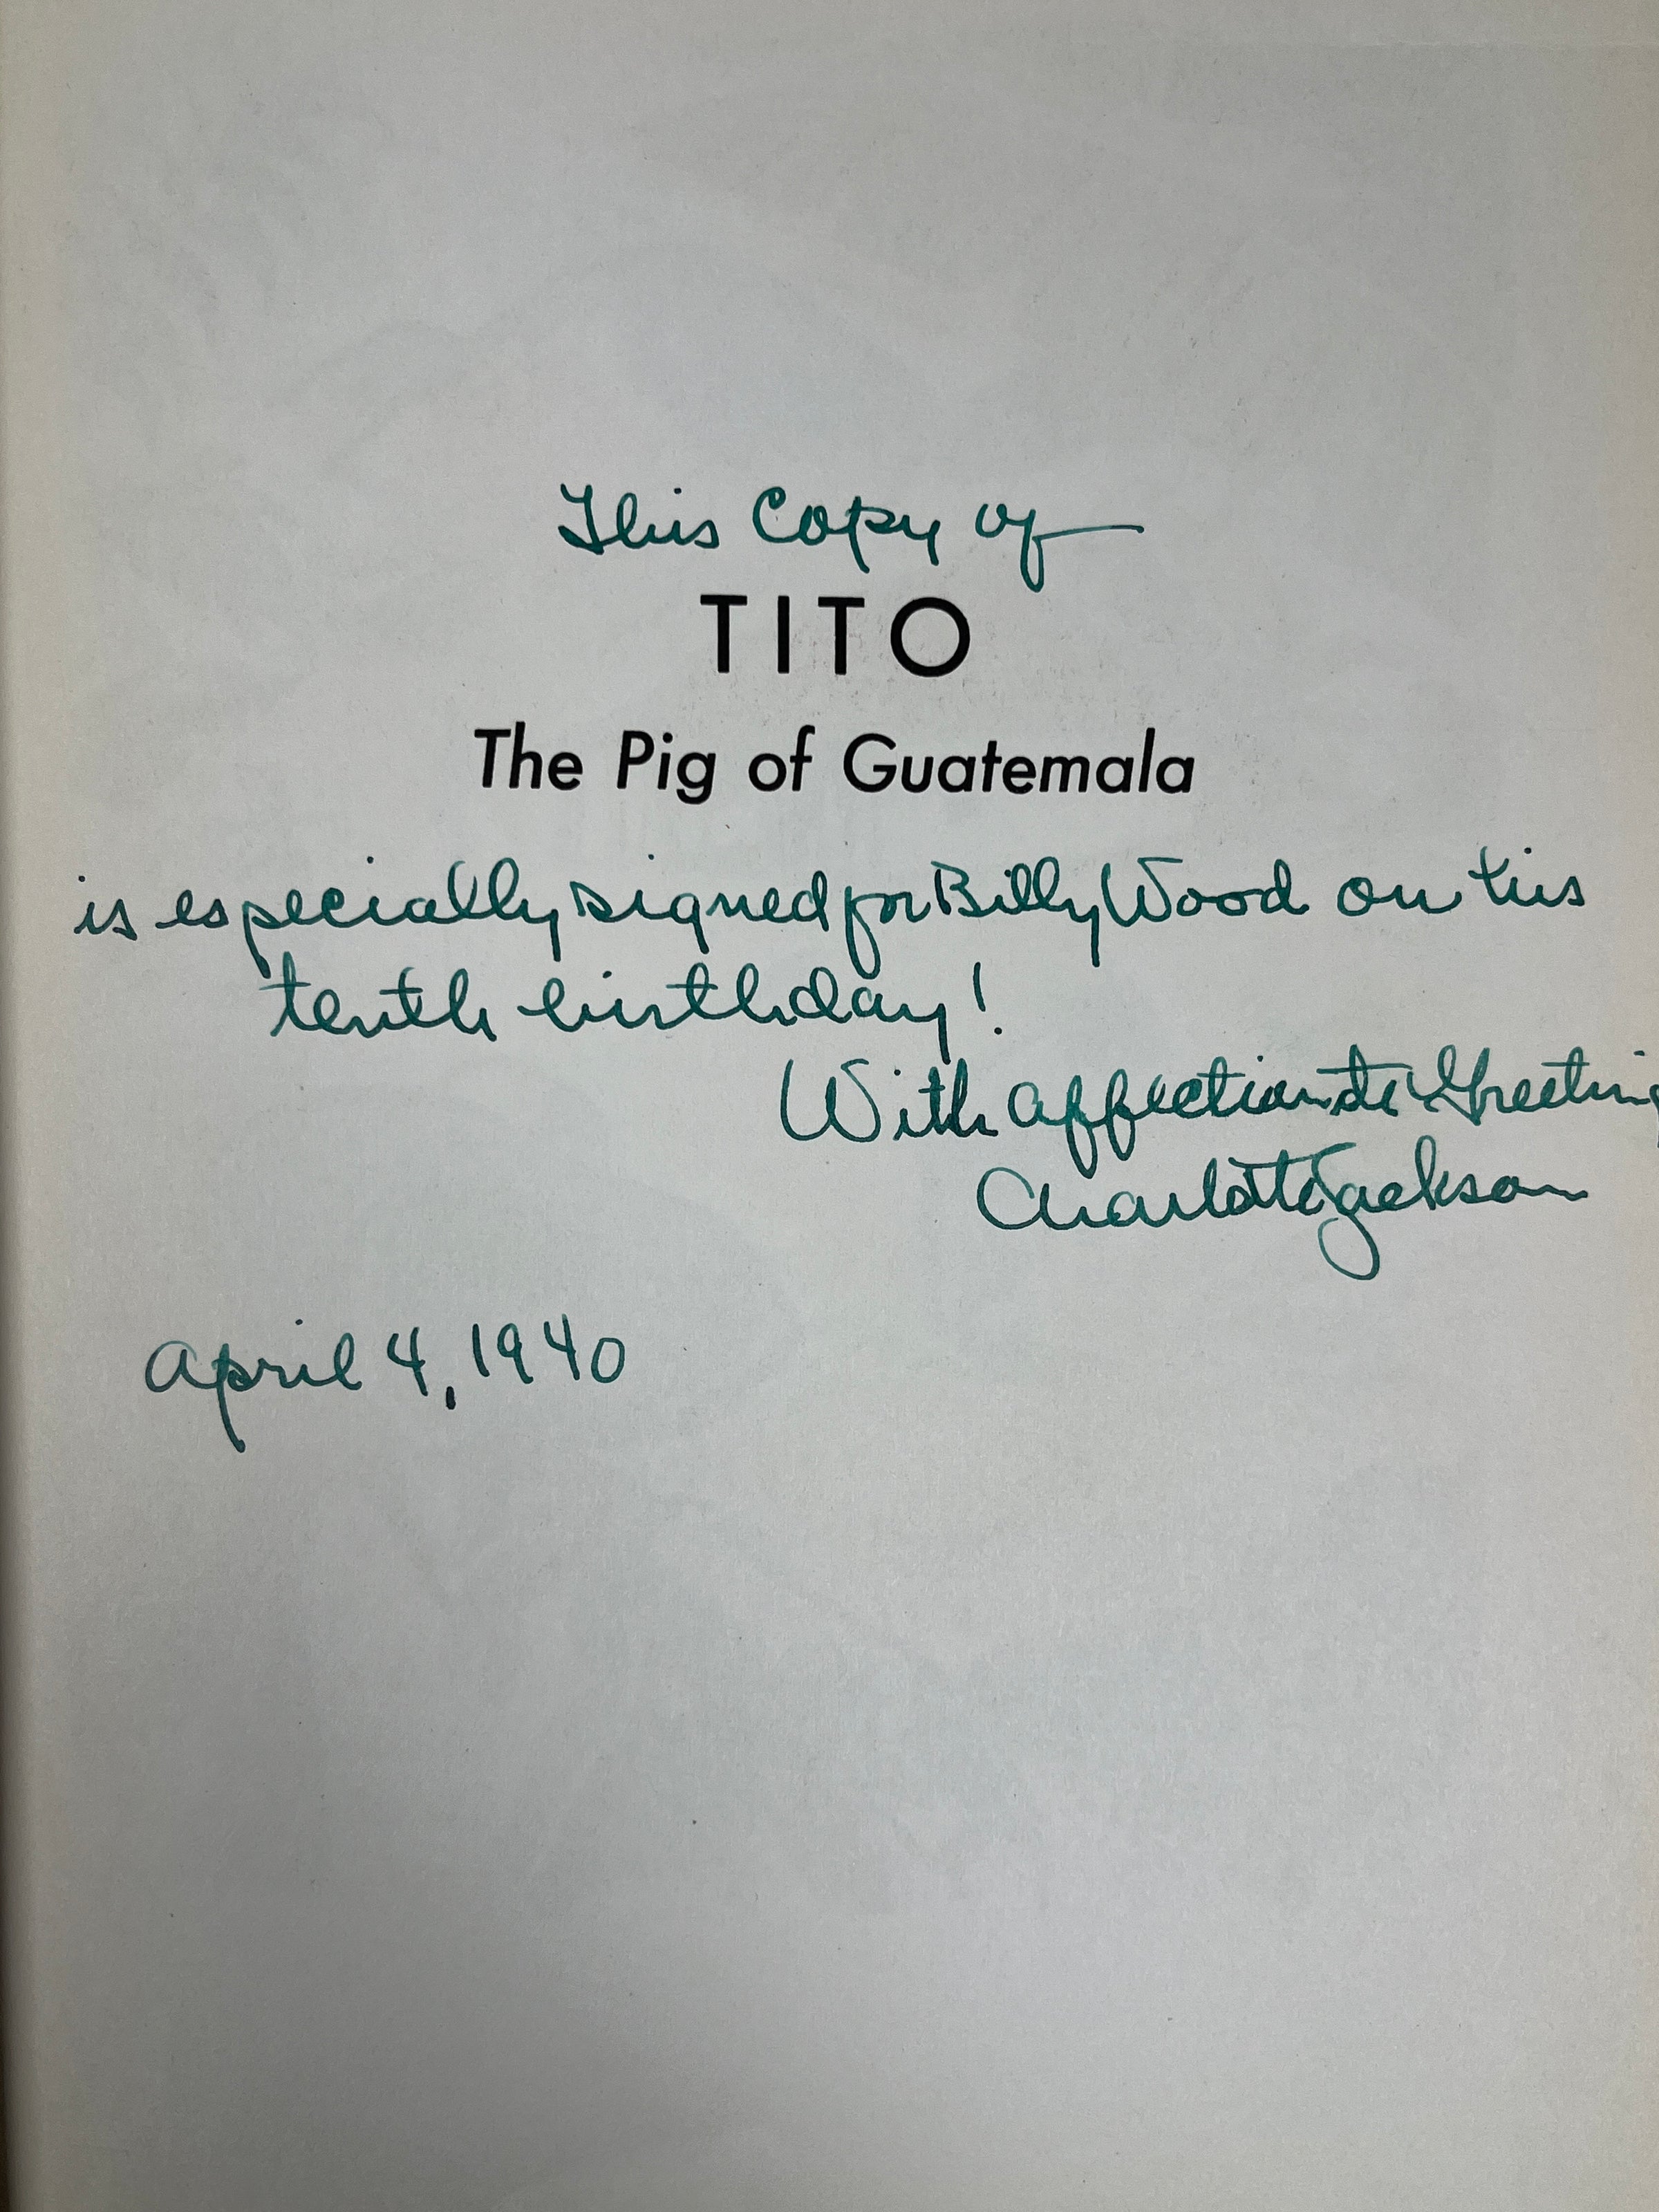 This Copy of
TITO
The Pig of Guatemala
is especially signed for Billy Wood on his
tenth birthday!
With affectionate Greeting
Charlotte Jackson
April 4, 1940